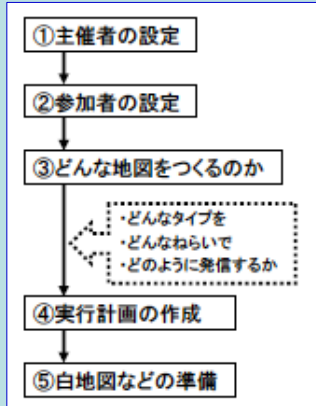 ①主催者の設定
②参加者の設定
③どんな地図をつくるのか
・どんなタイプを
・どんなねらいで
・どのように発信するか
④実行計画の作成
⑤白地図などの準備